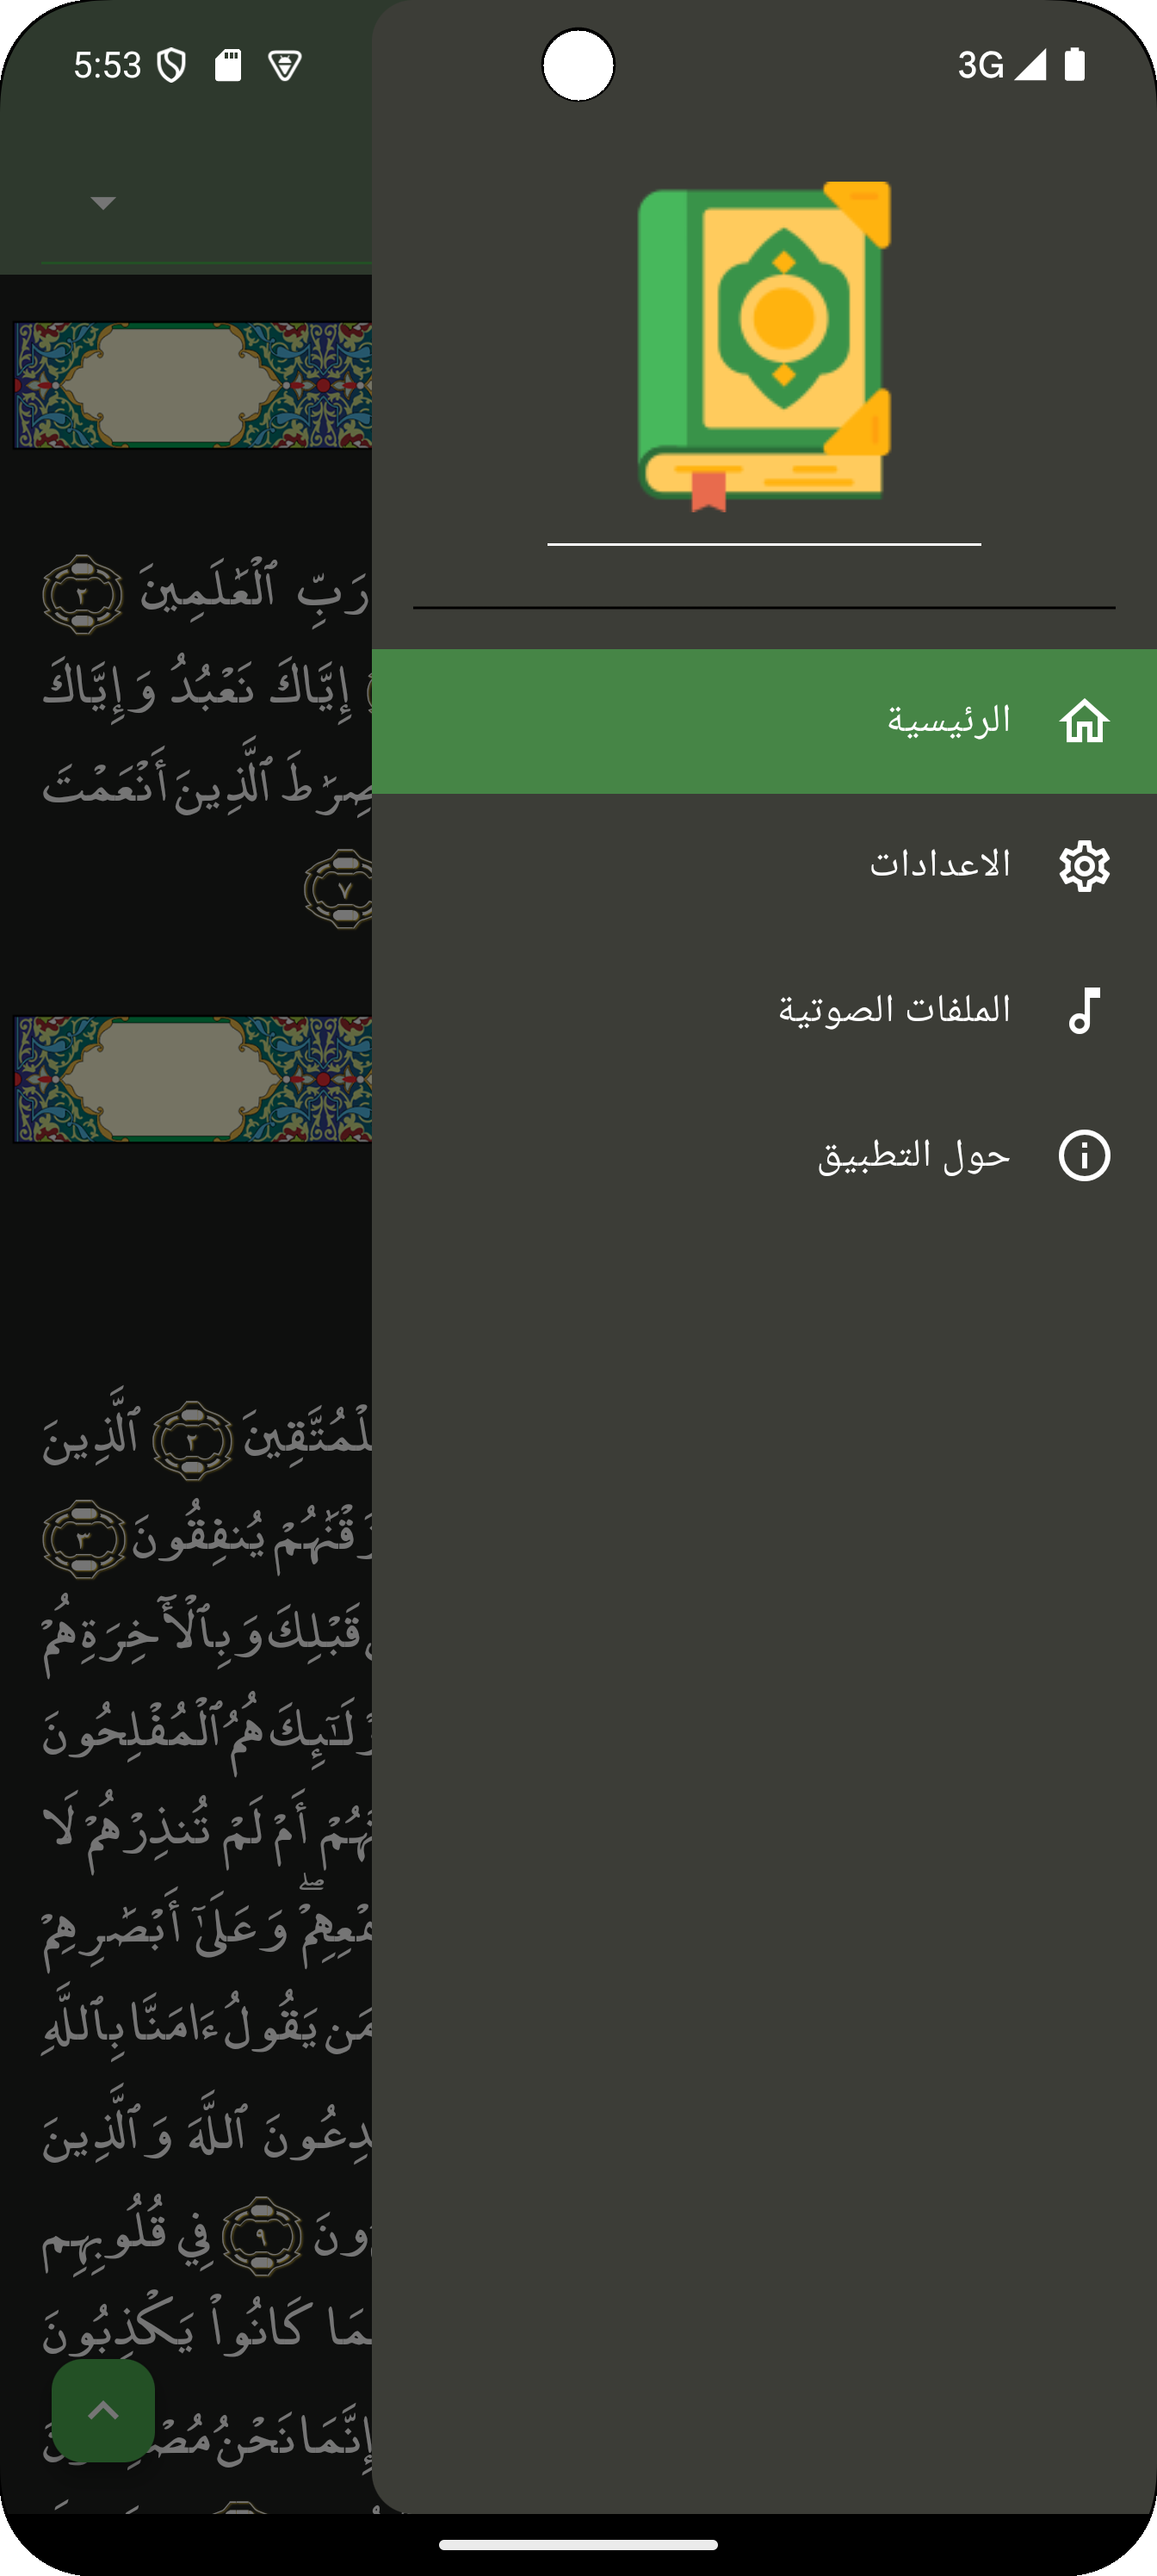 5:53
3G
الرئيسية
الاعدادات
الملفات الصوتية
حول التطبيق
رَبِّ ٱلْعَٰلَمِينَ ٢
إِيَّاكَ نَعْبُدُ وَإِيَّاكَ
صِرَٰطَ ٱلَّذِينَ أَنْعَمْتَ
٧
لْمُتَّقِينَ ٢ ٱلَّذِينَ
زَقْنَٰهُمْ يُنفِقُونَ ٣
قَبْلِكَ وَبِٱلْأَٓخِرَةِ هُمْ
لَٰٓئِكَ هُمُ ٱلْمُفْلِحُونَ
تَهُمْ أَمْ لَمْ تُنذِرْهُمْ لَا
مْعِهِمْ ۖ وَعَلَىٰٓ أَبْصَٰرِهِمْ
مَن يَقُولُ ءَامَنَّا بِٱللَّهِ
دِعُونَ ٱللَّهَ وَٱلَّذِينَ
ونَ ٩ فِي قُلُوبِهِم
مَا كَانُوا۟ يَكْذِبُونَ
إِنَّمَا نَحْنُ